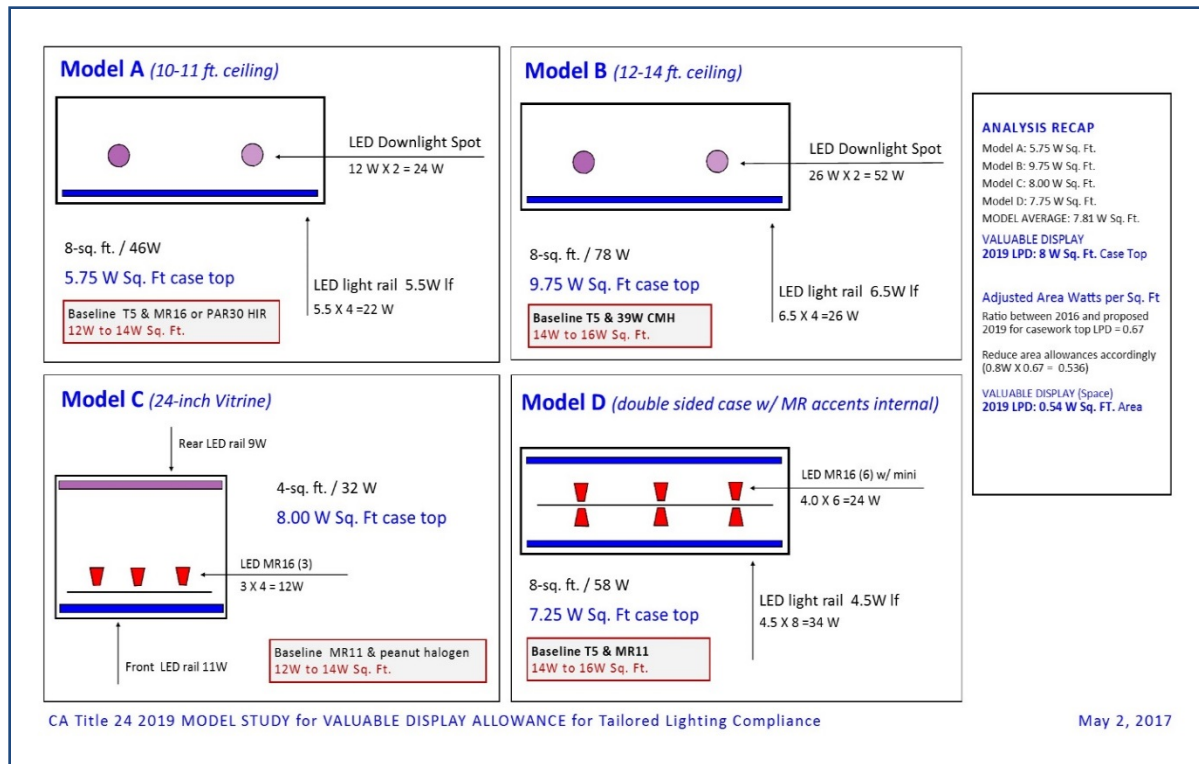 Model A (10-11 ft. ceiling)
LED Downlight Spot
12 W X 2 = 24 W
8-sq. ft. / 46W
5.75 W Sq. Ft case top
LED light rail 5.5W lf
5.5 X 4 =22 W
Baseline T5 & MR16 or PAR30 HIR
12W to 14W Sq. Ft.
Model B (12-14 ft. ceiling)
LED Downlight Spot
26 W X 2 = 52 W
8-sq. ft. / 78 W
9.75 W Sq. Ft case top
LED light rail 6.5W lf
6.5 X 4 =26 W
Baseline T5 & 39W CMH
14W to 16W Sq. Ft.
Model C (24-inch Vitrine)
Rear LED rail 9W
4-sq. ft. / 32 W
8.00 W Sq. Ft case top
LED MR16 (3)
3 X 4 = 12W
Front LED rail 11W
Baseline MR11 & peanut halogen
12W to 14W Sq. Ft.
Model D (double sided case w/ MR accents internal)
LED MR16 (6) w/ mini
4.0 X 6 =24 W
8-sq. ft. / 58 W
7.25 W Sq. Ft case top
LED light rail 4.5W lf
4.5 X 8 =34 W
Baseline T5 & MR11
14W to 16W Sq. Ft.
ANALYSIS RECAP
Model A: 5.75 W Sq. Ft.
Model B: 9.75 W Sq. Ft.
Model C: 8.00 W Sq. Ft.
Model D: 7.75 W Sq. Ft.
MODEL AVERAGE: 7.81 W Sq. Ft.
VALUABLE DISPLAY
2019 LPD: 8 W Sq. Ft. Case Top
Adjusted Area Watts per Sq. Ft
Ratio between 2016 and proposed
2019 for casework top LPD = 0.67
Reduce area allowances accordingly
(0.8W X 0.67 = 0.536)
VALUABLE DISPLAY (Space)
2019 LPD: 0.54 W Sq. FT. Area
CA Title 24 2019 MODEL STUDY for VALUABLE DISPLAY ALLOWANCE for Tailored Lighting Compliance
May 2, 2017